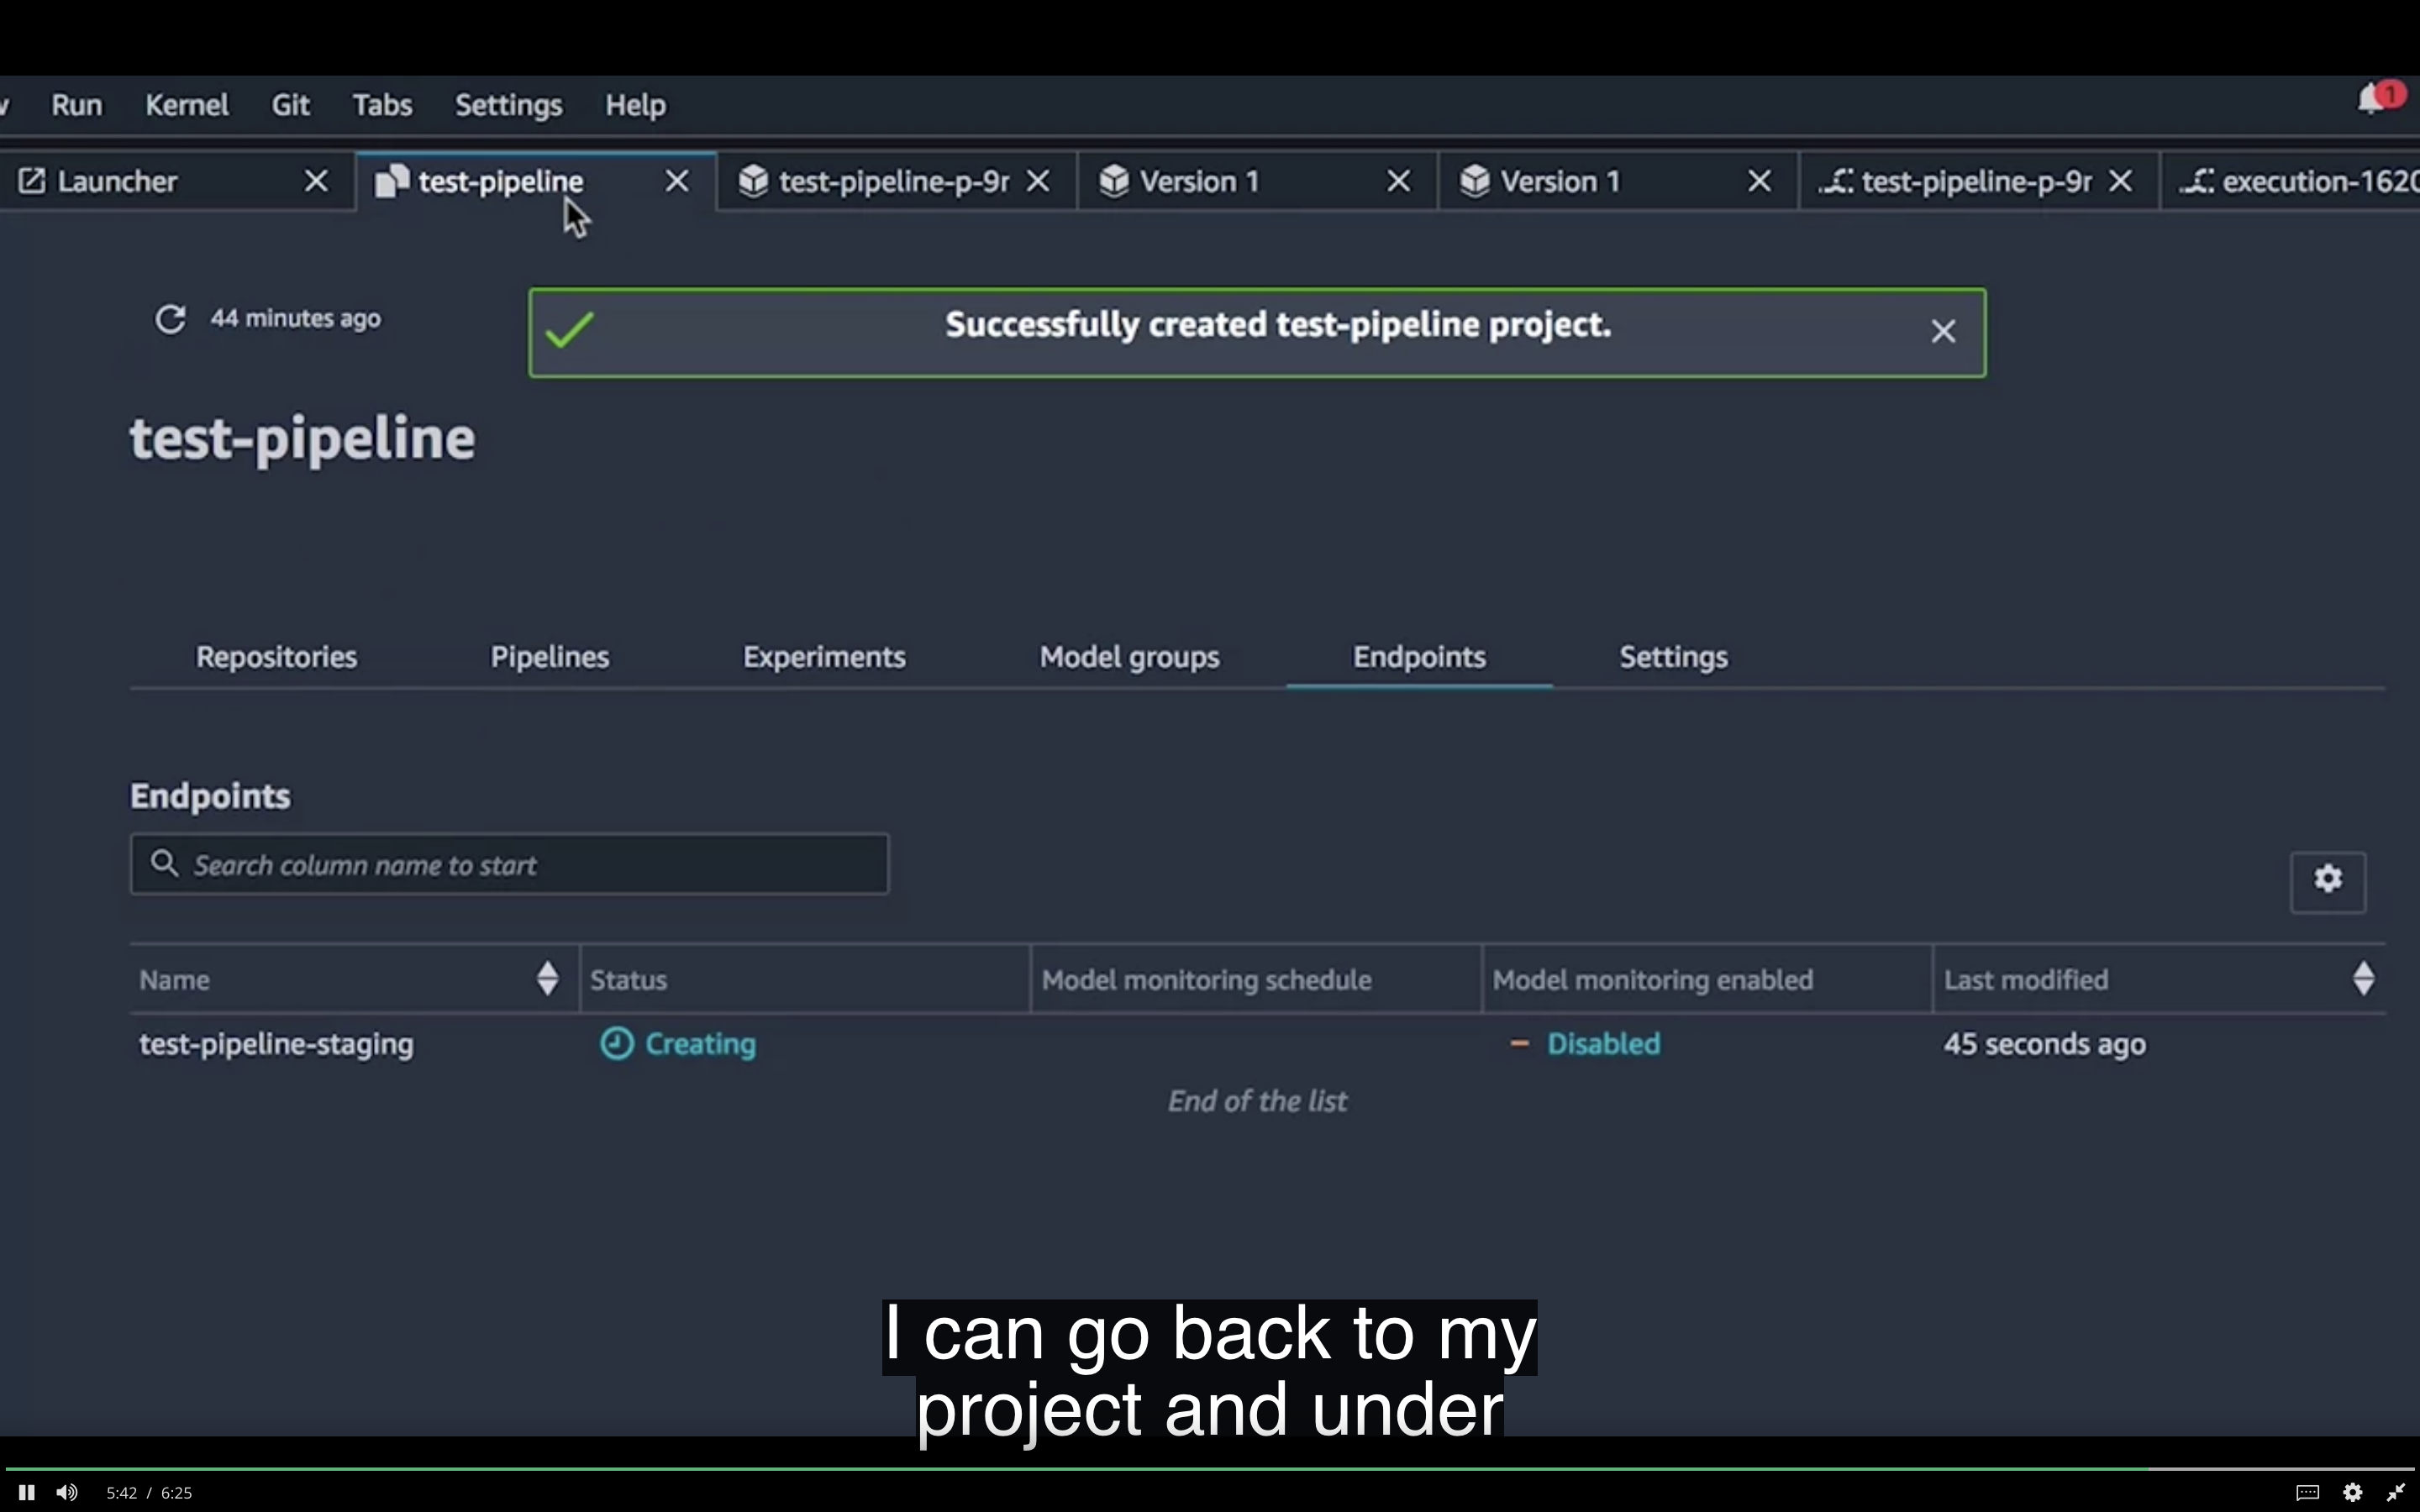 Run Kernel Git Tabs Settings Help 1
Launcher test-pipeline test-pipeline-p-9r Version 1 Version 1 test-pipeline-p-9r execution-1620
44 minutes ago
Successfully created test-pipeline project.
test-pipeline
Repositories Pipelines Experiments Model groups Endpoints Settings
Endpoints
Search column name to start
Name Status Model monitoring schedule Model monitoring enabled Last modified
test-pipeline-staging Creating Disabled 45 seconds ago
End of the list
I can go back to my
project and under
5:42 / 6:25